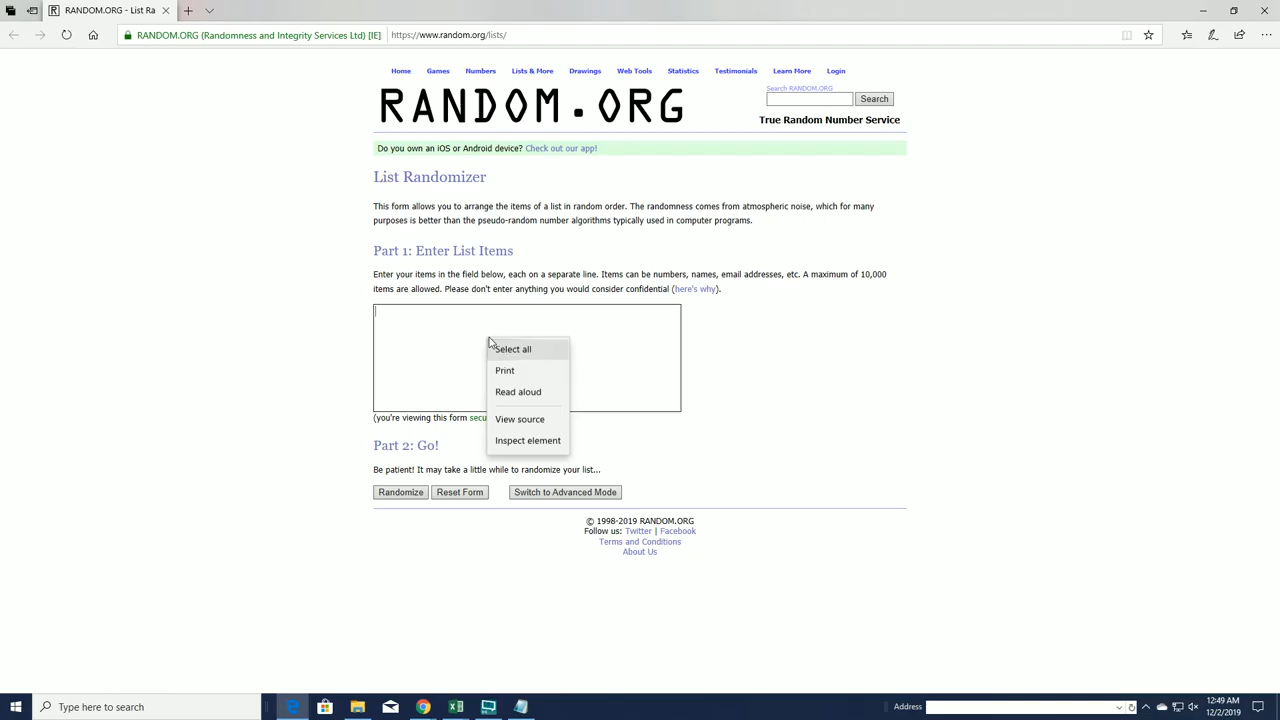 RANDOM.ORG - List Ra
RANDOM.ORG (Randomness and Integrity Services Ltd) [IE]
https://www.random.org/lists/
Home Games Numbers Lists & More Drawings Web Tools Statistics Testimonials Learn More Login
RANDOM.ORG
Search RANDOM.ORG
Search
True Random Number Service
Do you own an iOS or Android device? Check out our app!
List Randomizer
This form allows you to arrange the items of a list in random order. The randomness comes from atmospheric noise, which for many
purposes is better than the pseudo-random number algorithms typically used in computer programs.
Part 1: Enter List Items
Enter your items in the field below, each on a separate line. Items can be numbers, names, email addresses, etc. A maximum of 10,000
items are allowed. Please don't enter anything you would consider confidential (here's why).
Select all
Print
Read aloud
View source
Inspect element
(you're viewing this form secu
Part 2: Go!
Be patient! It may take a little while to randomize your list...
Randomize Reset Form Switch to Advanced Mode
© 1998-2019 RANDOM.ORG
Follow us: Twitter | Facebook
Terms and Conditions
About Us
Type here to search
Address
12:49 AM
12/2/2019